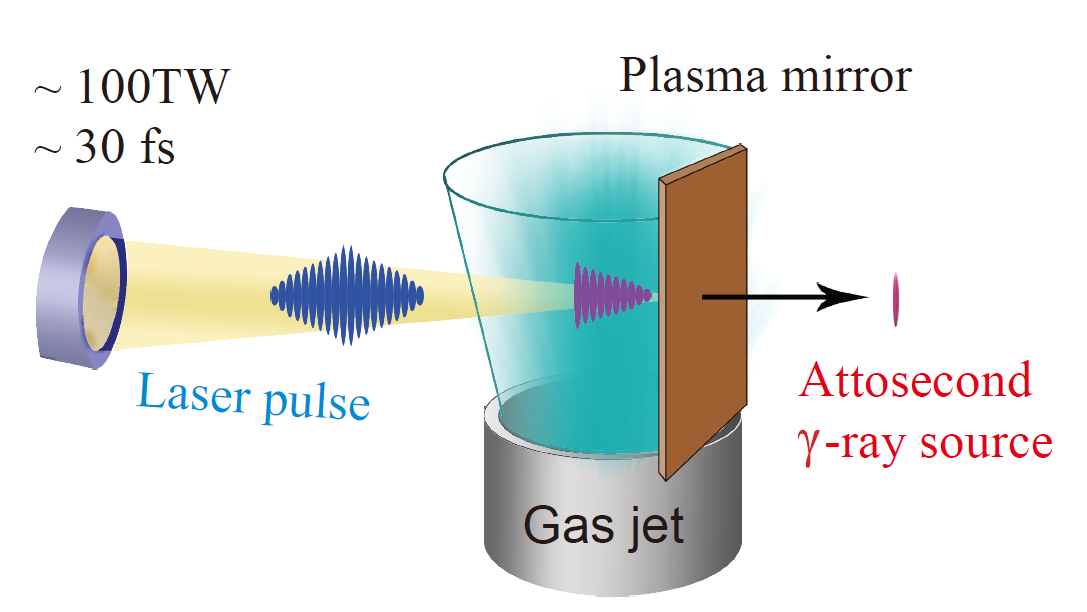 ~ 100TW
~ 30 fs
Plasma mirror
Laser pulse
Attosecond
γ-ray source
Gas jet